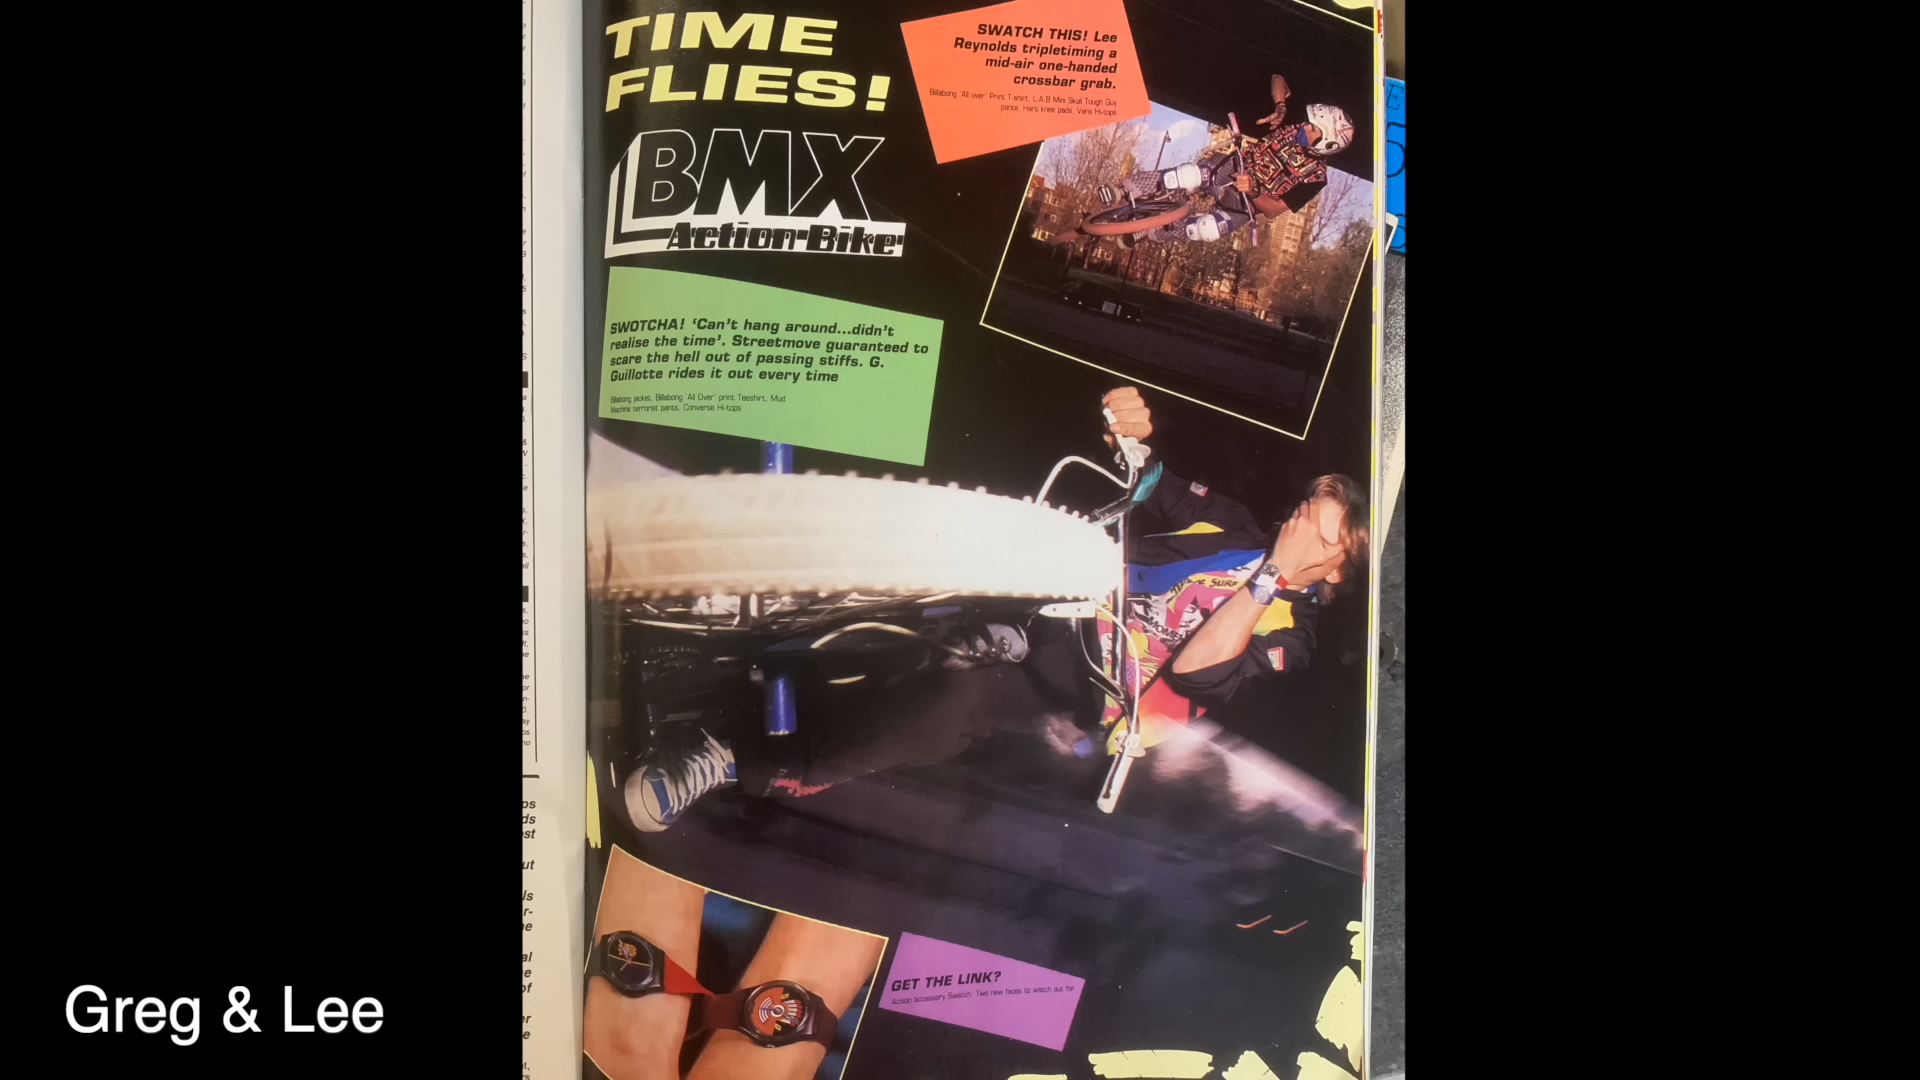 TIME
FLIES!
BMX
Action Bike
SWATCH THIS! Lee
Reynolds tripletiming a
mid-air one-handed
crossbar grab.
Billabong 'All over' Print T-shirt, L.A.B Mini Skull Tough Guy
pants, Haro knee pads, Vans Hi-tops
SWOTCHA! 'Can't hang around...didn't
realise the time'. Streetmove guaranteed to
scare the hell out of passing stiffs. G.
Guillotte rides it out every time
Billabong jacket, Billabong 'All Over' print Teeshirt, Mud
Machine terrorist pants, Converse Hi-tops
SURF
GET THE LINK?
Action accessory Swatch. Two new faces to watch out for
Greg & Lee